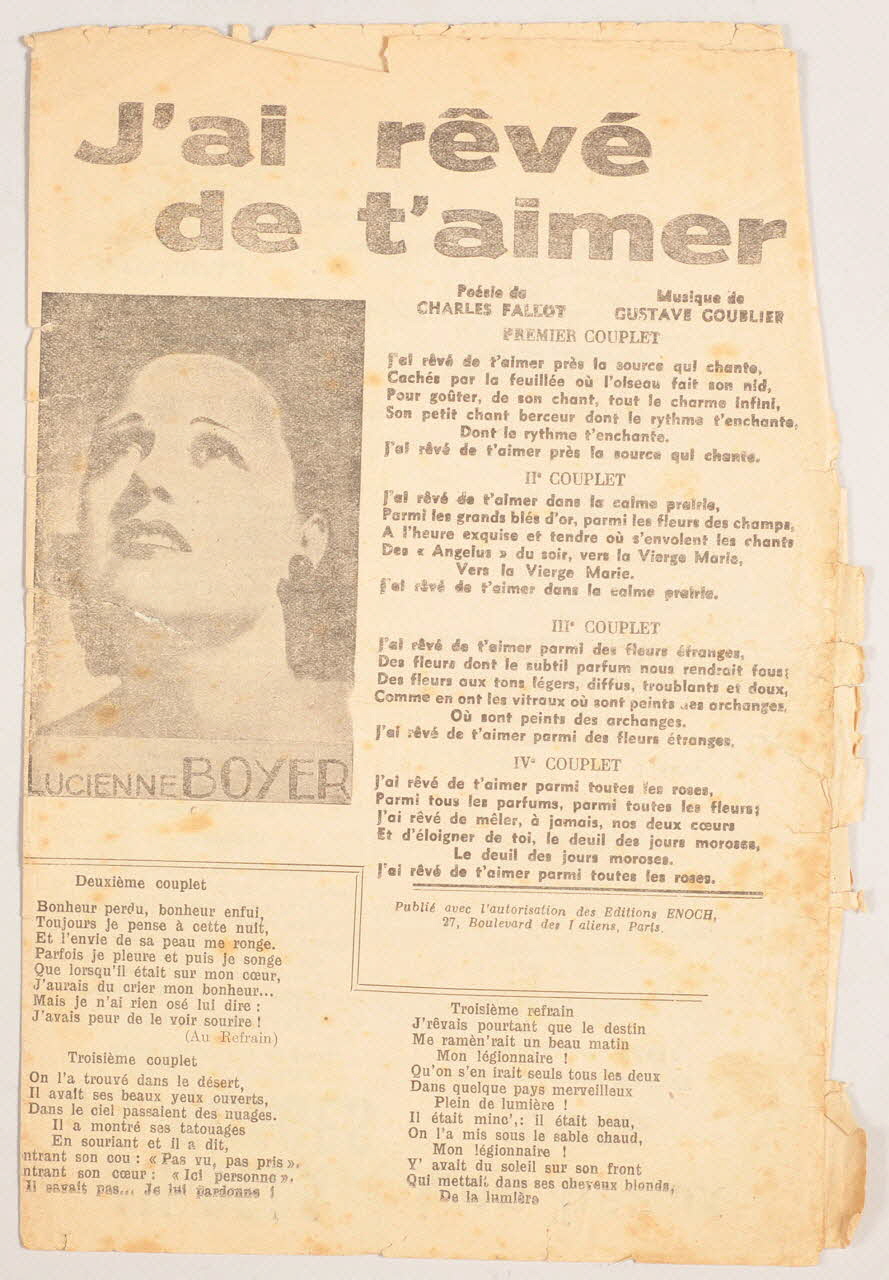 J'ai rêvé
de t'aimer
Poésie de
CHARLES FALLOT
Musique de
GUSTAVE GOUBLIER
PREMIER COUPLET
J'ai rêvé de t'aimer près la source qui chante,
Cachés par la feuillée où l'oiseau fait son nid,
Pour goûter, de son chant, tout le charme infini,
Son petit chant berceur dont le rythme t'enchante,
Dont le rythme t'enchante.
J'ai rêvé de t'aimer près la source qui chante.
IIe COUPLET
J'ai rêvé de t'aimer dans la calme prairie,
Parmi les grands blés d'or, parmi les fleurs des champs,
A l'heure exquise et tendre où s'envolent les chants
Des « Angelus » du soir, vers la Vierge Marie,
Vers la Vierge Marie.
J'ai rêvé de t'aimer dans la calme prairie.
IIIe COUPLET
J'ai rêvé de t'aimer parmi des fleurs étranges,
Des fleurs dont le subtil parfum nous rendrait fous;
Des fleurs aux tons légers, diffus, troublants et doux,
Comme en ont les vitraux où sont peints des archanges,
Où sont peints des archanges.
J'ai rêvé de t'aimer parmi des fleurs étranges.
IVe COUPLET
J'ai rêvé de t'aimer parmi toutes les roses,
Parmi tous les parfums, parmi toutes les fleurs;
J'ai rêvé de mêler, à jamais, nos deux cœurs
Et d'éloigner de toi, le deuil des jours moroses,
Le deuil des jours moroses.
J'ai rêvé de t'aimer parmi toutes les roses.
Publié avec l'autorisation des Editions ENOCH,
27, Boulevard des I aliens, Paris.
LUCIENNE BOYER
Deuxième couplet
Bonheur perdu, bonheur enfui,
Toujours je pense à cette nuit,
Et l'envie de sa peau me ronge.
Parfois je pleure et puis je songe
Que lorsqu'il était sur mon cœur,
J'aurais du crier mon bonheur...
Mais je n'ai rien osé lui dire :
J'avais peur de le voir sourire !
(Au Refrain)
Troisième couplet
On l'a trouvé dans le désert,
Il avait ses beaux yeux ouverts,
Dans le ciel passaient des nuages.
Il a montré ses tatouages
En souriant et il a dit,
ntrant son cou : « Pas vu, pas pris »,
ntrant son cœur : « Ici personne ».
Il savait pas... Je lui pardonne !
Troisième refrain
J'rêvais pourtant que le destin
Me ramèn'rait un beau matin
Mon légionnaire !
Qu'on s'en irait seuls tous les deux
Dans quelque pays merveilleux
Plein de lumière !
Il était minc',: il était beau,
On l'a mis sous le sable chaud,
Mon légionnaire !
Y' avait du soleil sur son front
Qui mettait dans ses cheveux blonds,
De la lumière